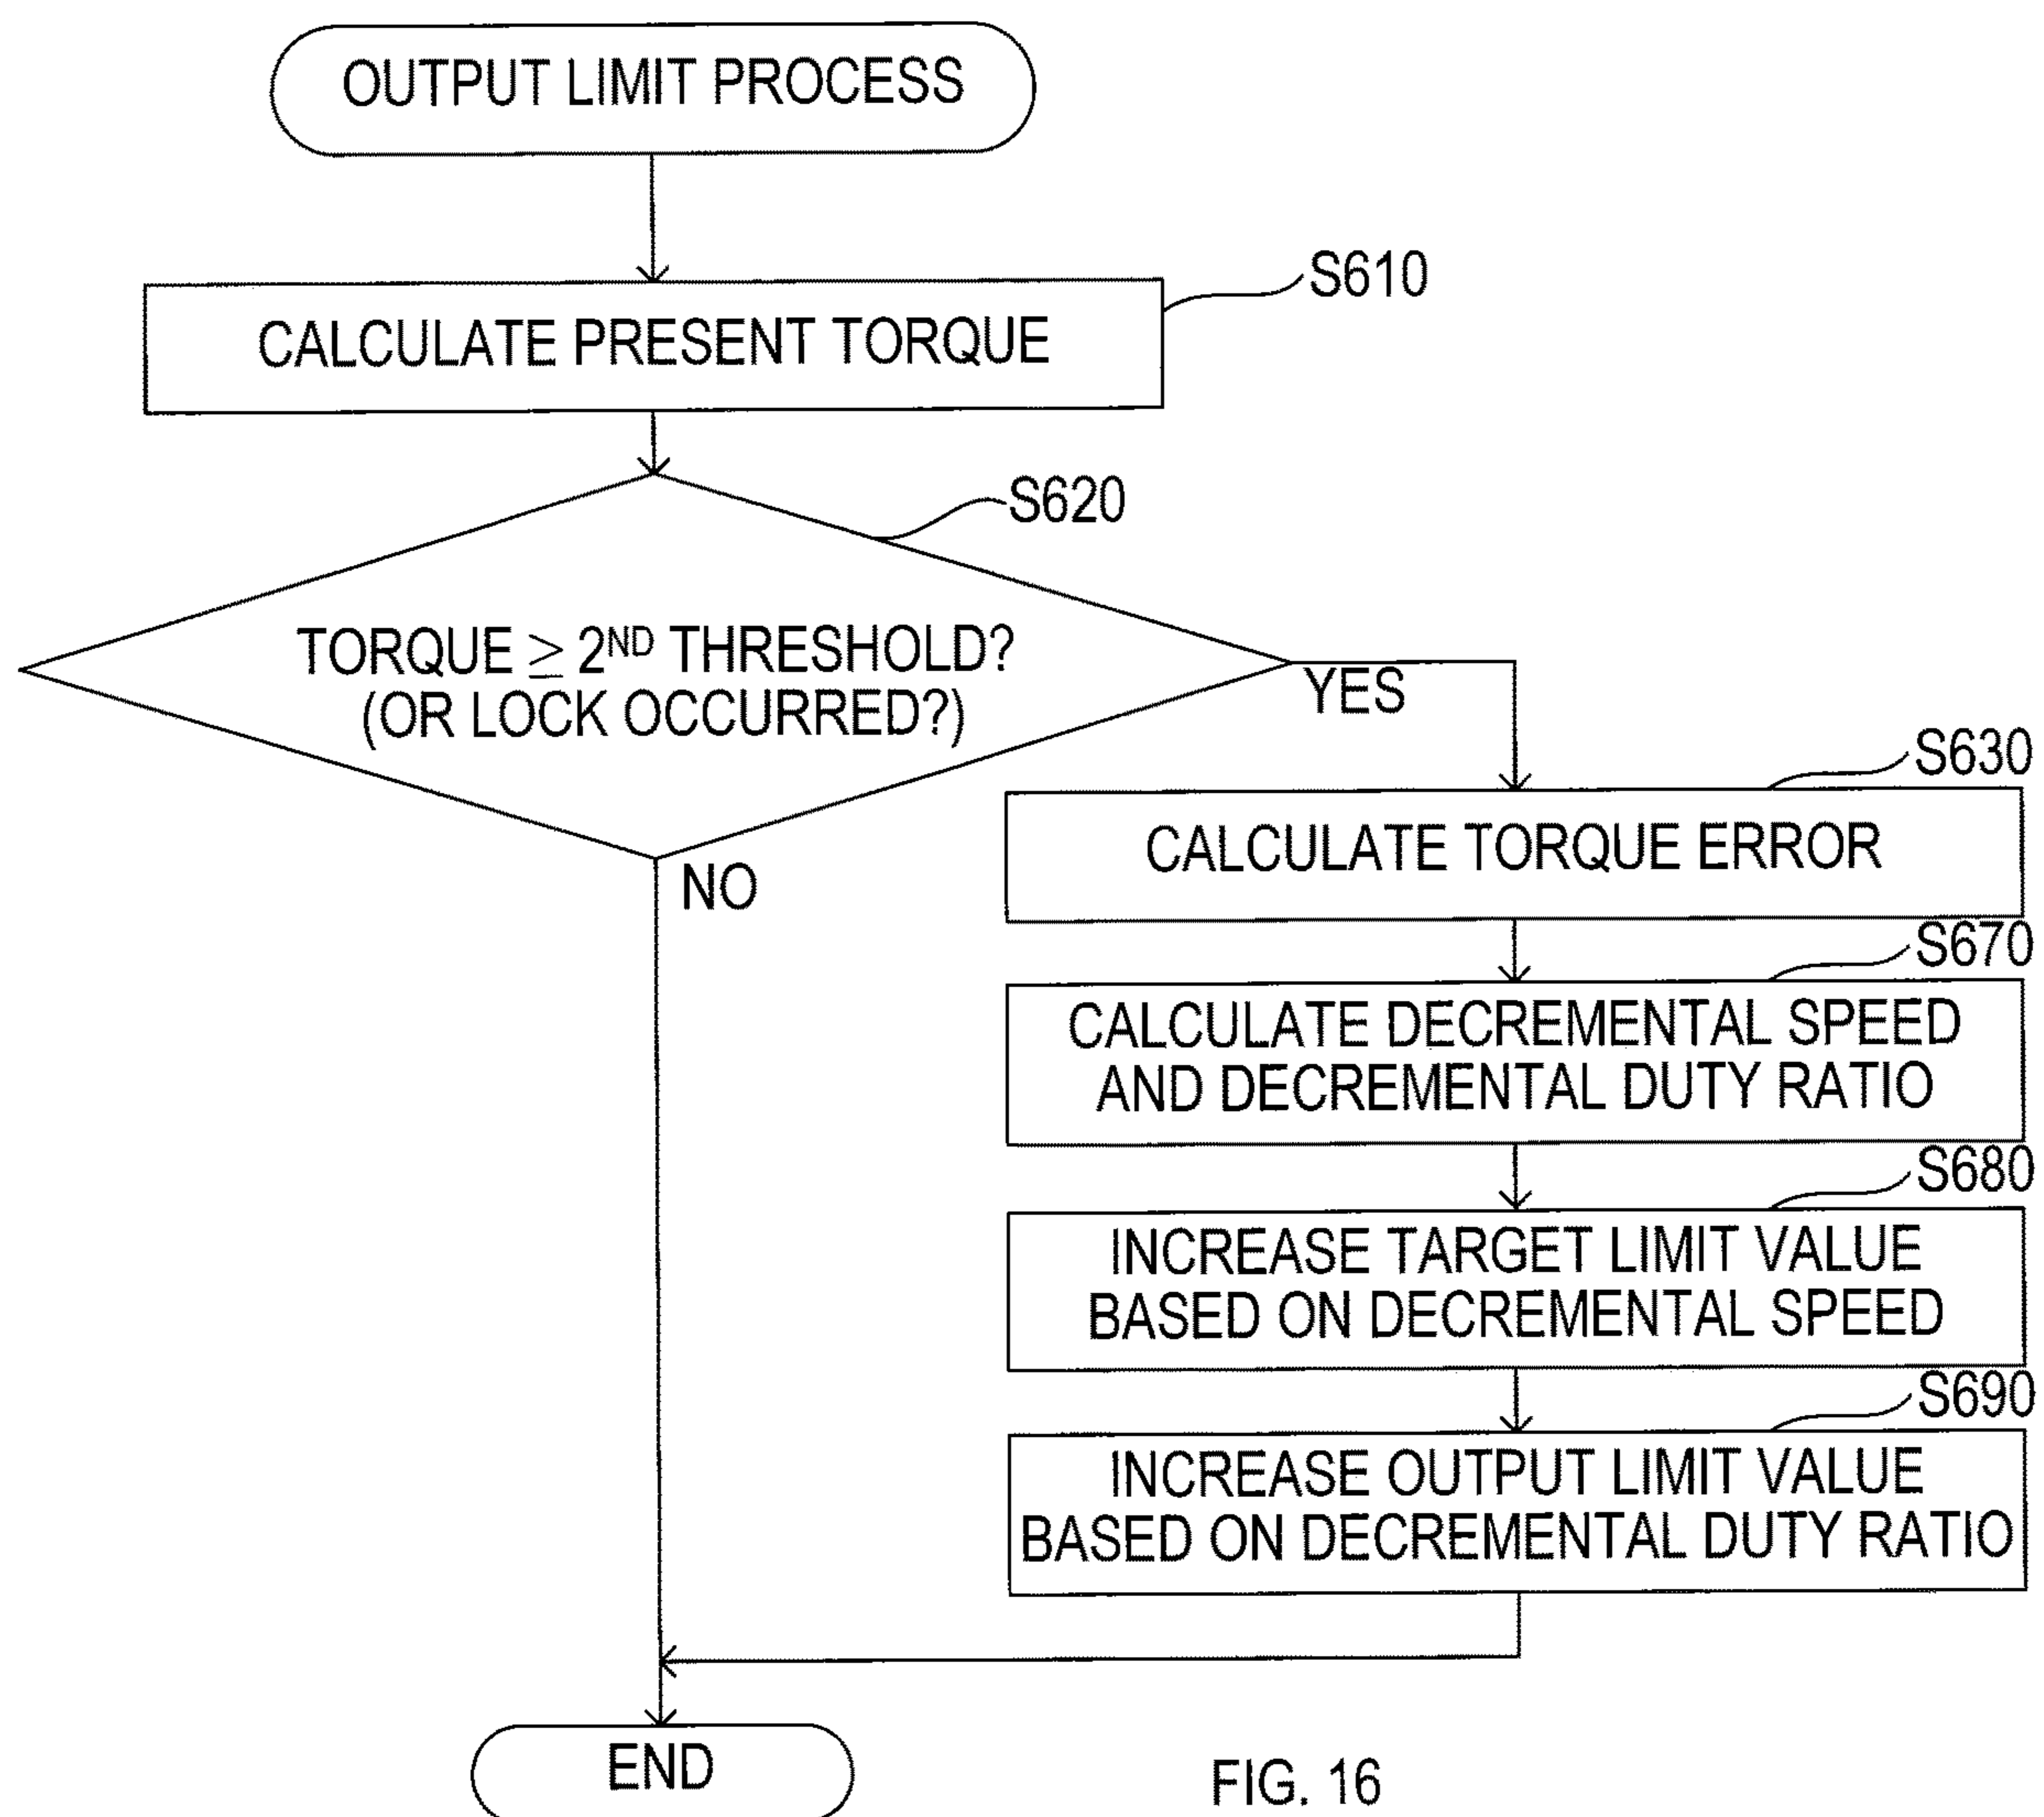 OUTPUT LIMIT PROCESS
S610
CALCULATE PRESENT TORQUE
S620
TORQUE ≧ 2ND THRESHOLD?
(OR LOCK OCCURRED?)
YES
NO
S630
CALCULATE TORQUE ERROR
S670
CALCULATE DECREMENTAL SPEED
AND DECREMENTAL DUTY RATIO
S680
INCREASE TARGET LIMIT VALUE
BASED ON DECREMENTAL SPEED
S690
INCREASE OUTPUT LIMIT VALUE
BASED ON DECREMENTAL DUTY RATIO
END
FIG. 16